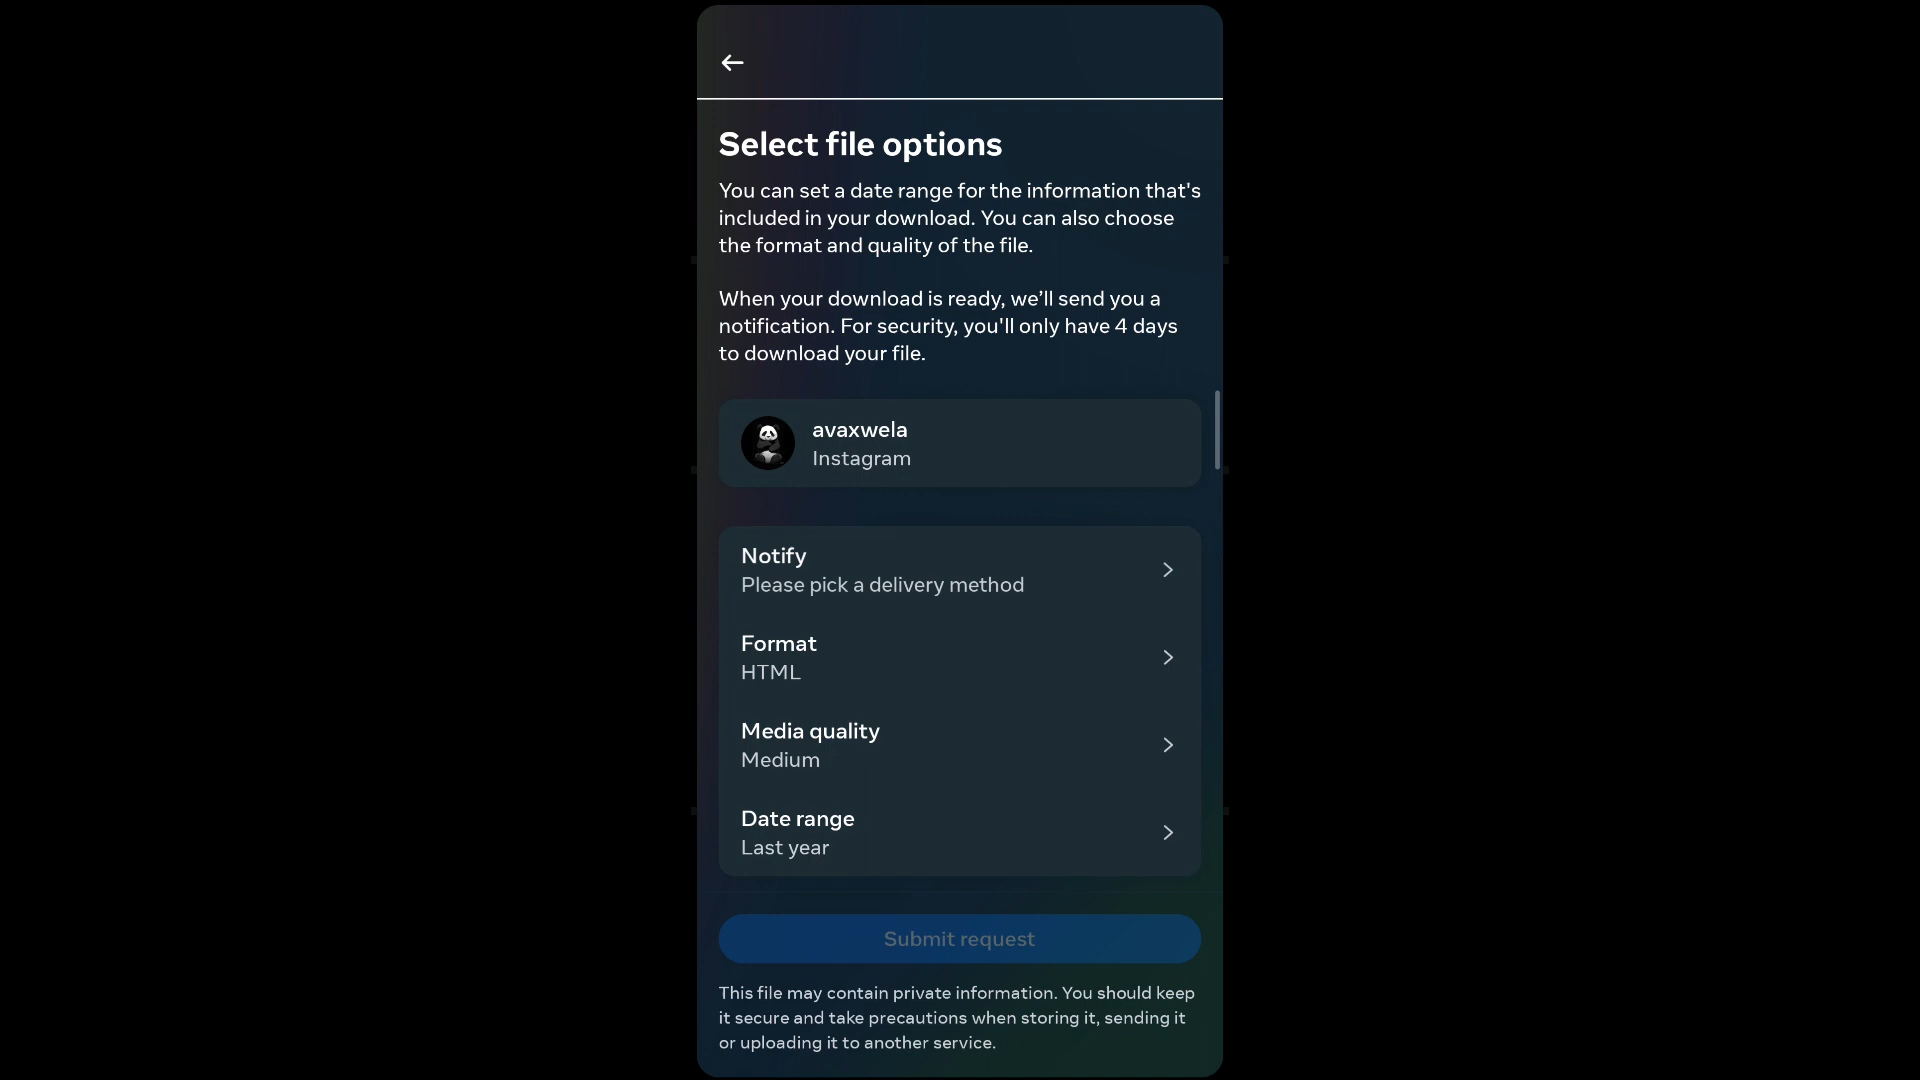 Select file options
You can set a date range for the information that's
included in your download. You can also choose
the format and quality of the file.
When your download is ready, we’ll send you a
notification. For security, you'll only have 4 days
to download your file.
avaxwela
Instagram
Notify
Please pick a delivery method
Format
HTML
Media quality
Medium
Date range
Last year
Submit request
This file may contain private information. You should keep
it secure and take precautions when storing it, sending it
or uploading it to another service.